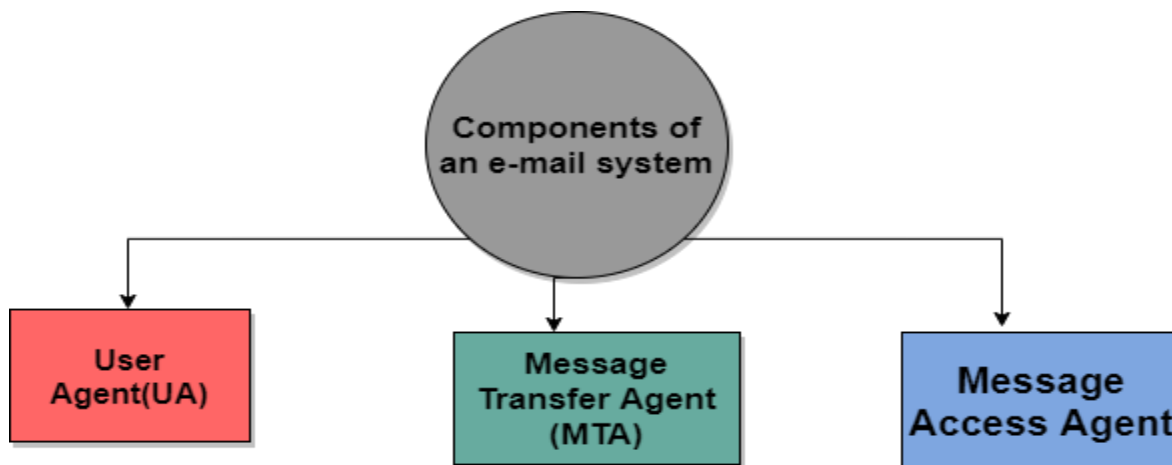 Components of
an e-mail system
User
Agent(UA)
Message
Transfer Agent
(MTA)
Message
Access Agent